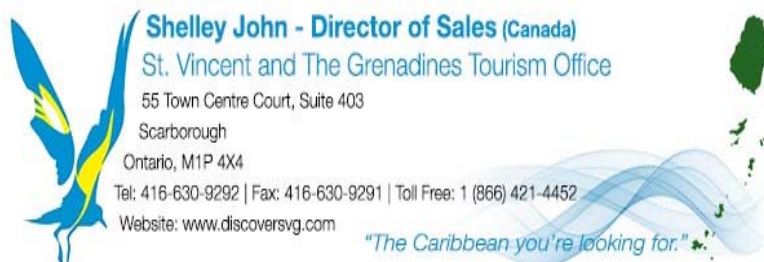 Shelley John - Director of Sales (Canada)
St. Vincent and The Grenadines Tourism Office
55 Town Centre Court, Suite 403
Scarborough
Ontario, M1P 4X4
Tel: 416-630-9292 | Fax: 416-630-9291 | Toll Free: 1 (866) 421-4452
Website: www.discoversvg.com
"The Caribbean you're looking for."